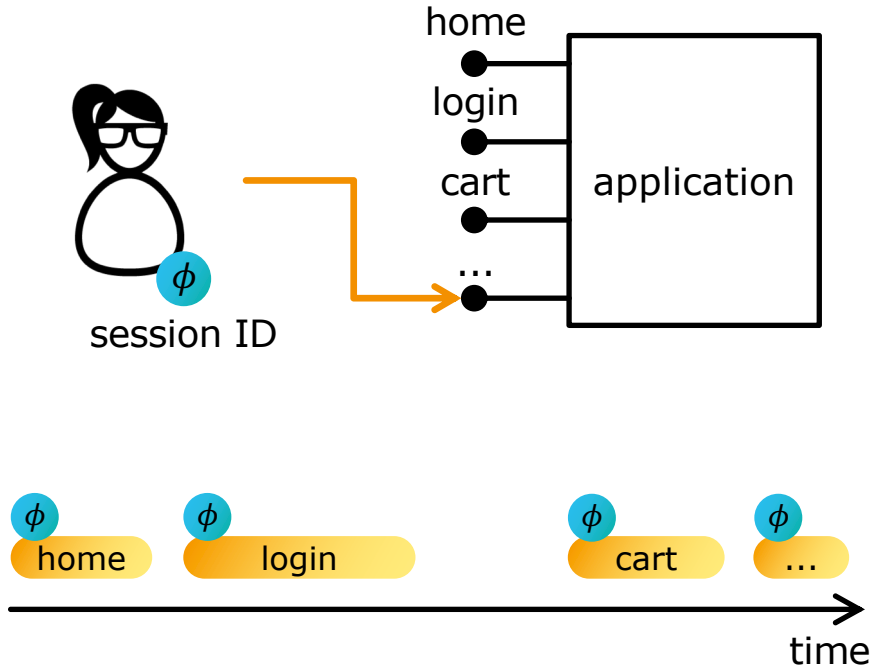 home
login
cart
...
application
ϕ
session ID
ϕ
ϕ
ϕ
ϕ
home
login
cart
...
time